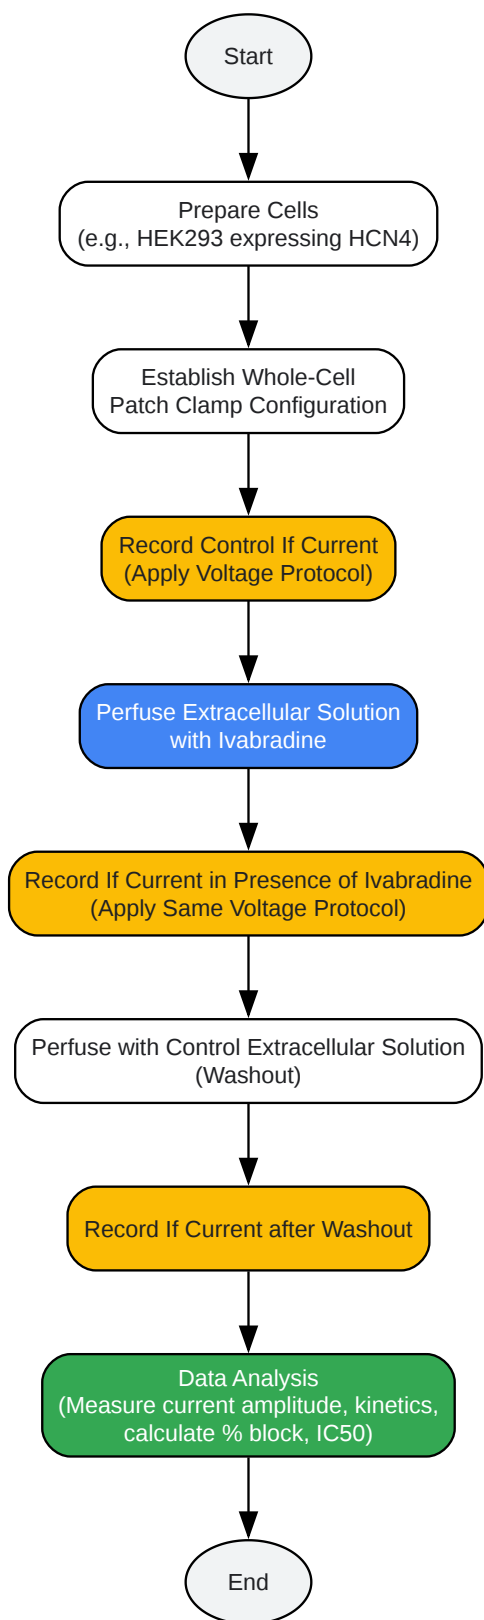 Start
Prepare Cells
(e.g., HEK293 expressing HCN4)
Establish Whole-Cell
Patch Clamp Configuration
Record Control If Current
(Apply Voltage Protocol)
Perfuse Extracellular Solution
with Ivabradine
Record If Current in Presence of Ivabradine
(Apply Same Voltage Protocol)
Perfuse with Control Extracellular Solution
(Washout)
Record If Current after Washout
Data Analysis
(Measure current amplitude, kinetics,
calculate % block, IC50)
End